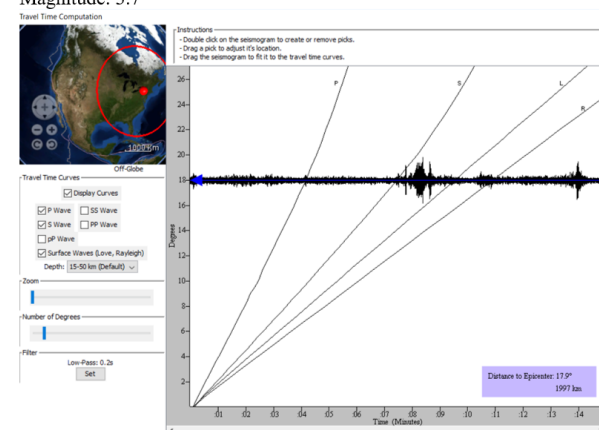 Magnitude: 5.7
Travel Time Computation
1000 Km
Off-Globe
Travel Time Curves
Display Curves
P Wave
SS Wave
S Wave
PP Wave
pP Wave
Surface Waves (Love, Rayleigh)
Depth: 15-50 km (Default)
Zoom
Number of Degrees
Filter
Low-Pass: 0.2s
Set
Instructions
- Double click on the seismogram to create or remove picks.
- Drag a pick to adjust it's location.
- Drag the seismogram to fit it to the travel time curves.
P
S
L
R
26
24
22
20
18
16
14
12
10
8
6
4
2
Degrees
:01 :02 :03 :04 :05 :06 :07 :08 :09 :10 :11 :12 :13 :14
Time (Minutes)
Distance to Epicenter: 17.9°
1997 km